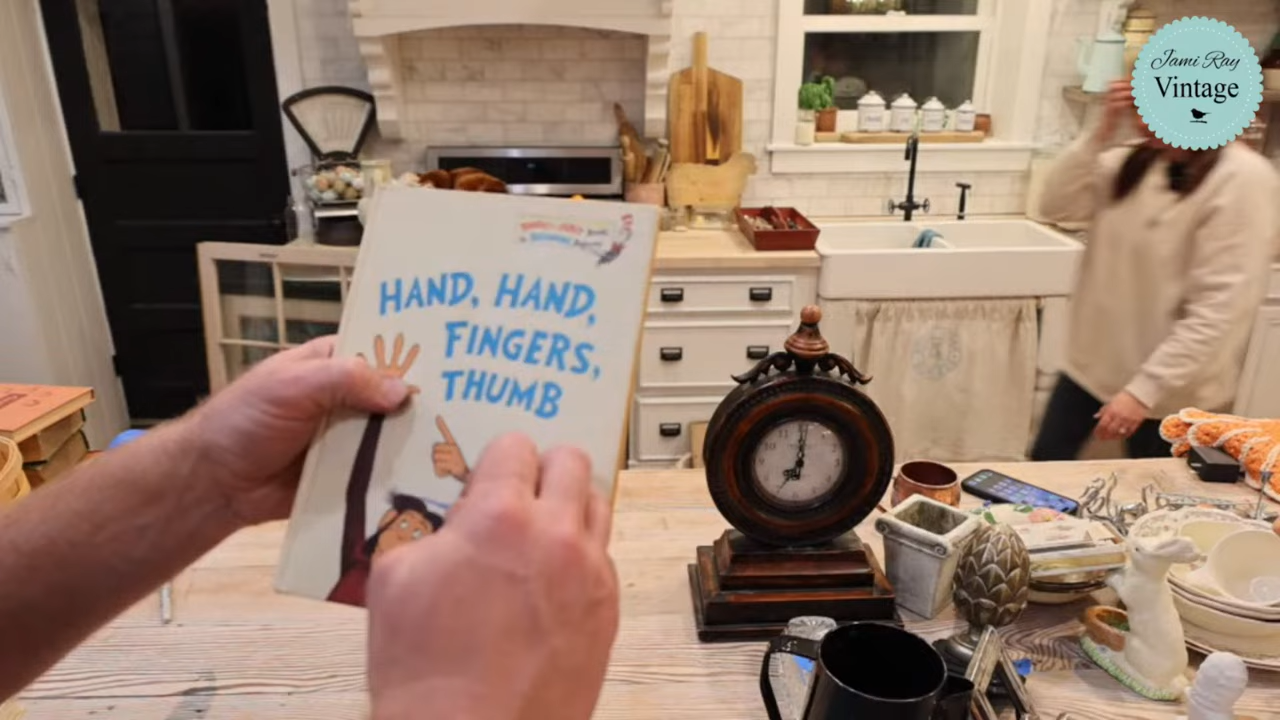 Jami Ray
Vintage
HAND, HAND,
FINGERS,
THUMB